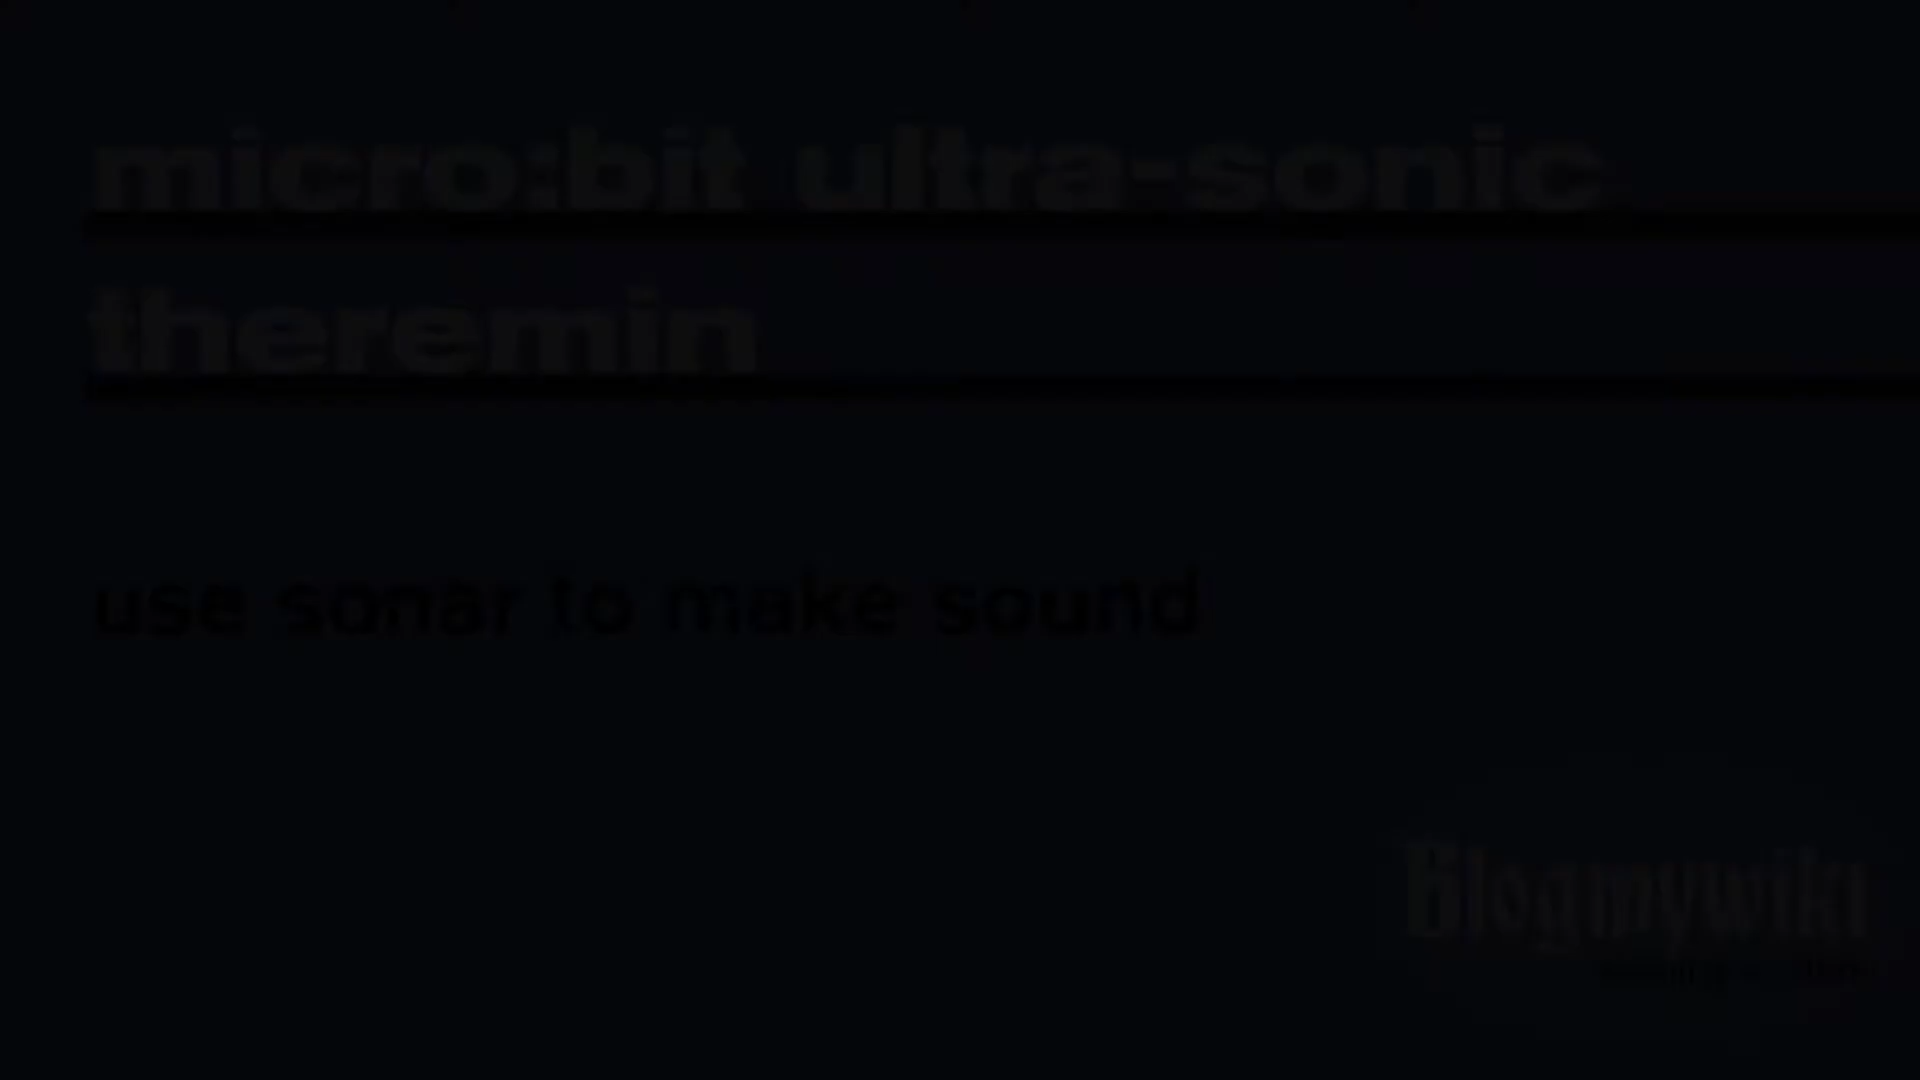 micro:bit ultra-sonic
theremin
use sonar to make sound
Blogmywiki